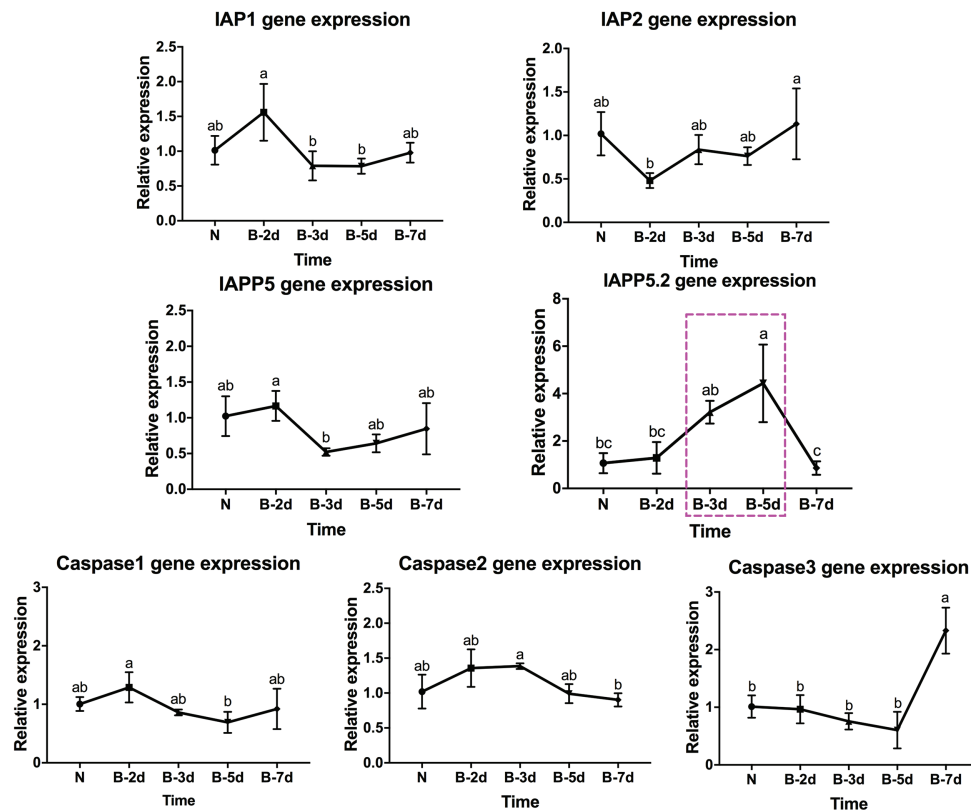 IAP1 gene expression
Relative expression
2.5
2.0
1.5
1.0
0.5
0.0
ab
a
b
b
ab
N B-2d B-3d B-5d B-7d
Time
IAP2 gene expression
Relative expression
2.0
1.5
1.0
0.5
0.0
ab
b
ab
ab
a
N B-2d B-3d B-5d B-7d
Time
IAPP5 gene expression
Relative expression
2.5
2.0
1.5
1.0
0.5
0.0
ab
a
b
ab
ab
N B-2d B-3d B-5d B-7d
Time
IAPP5.2 gene expression
Relative expression
8
6
4
2
0
bc
bc
ab
a
c
N B-2d B-3d B-5d B-7d
Time
Caspase1 gene expression
Relative expression
3
2
1
0
ab
a
ab
b
ab
N B-2d B-3d B-5d B-7d
Time
Caspase2 gene expression
Relative expression
2.5
2.0
1.5
1.0
0.5
0.0
ab
ab
a
ab
b
N B-2d B-3d B-5d B-7d
Time
Caspase3 gene expression
Relative expression
3
2
1
0
b
b
b
b
a
N B-2d B-3d B-5d B-7d
Time